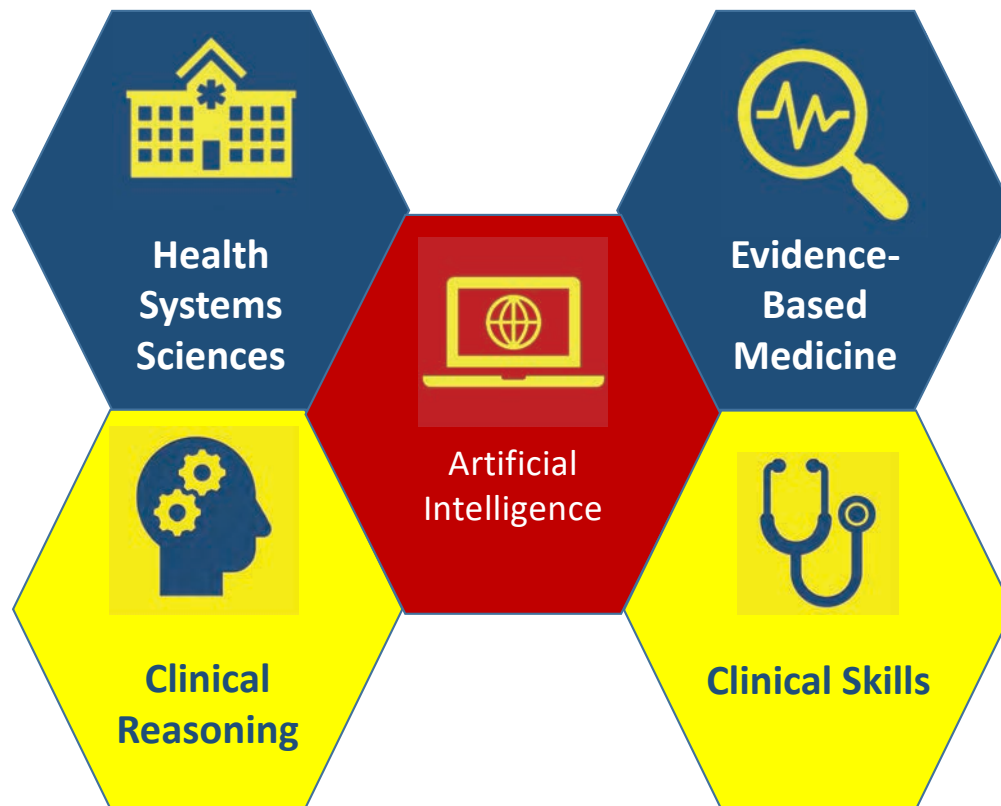 Health
Systems
Sciences
Evidence-
Based
Medicine
Artificial
Intelligence
Clinical
Reasoning
Clinical Skills